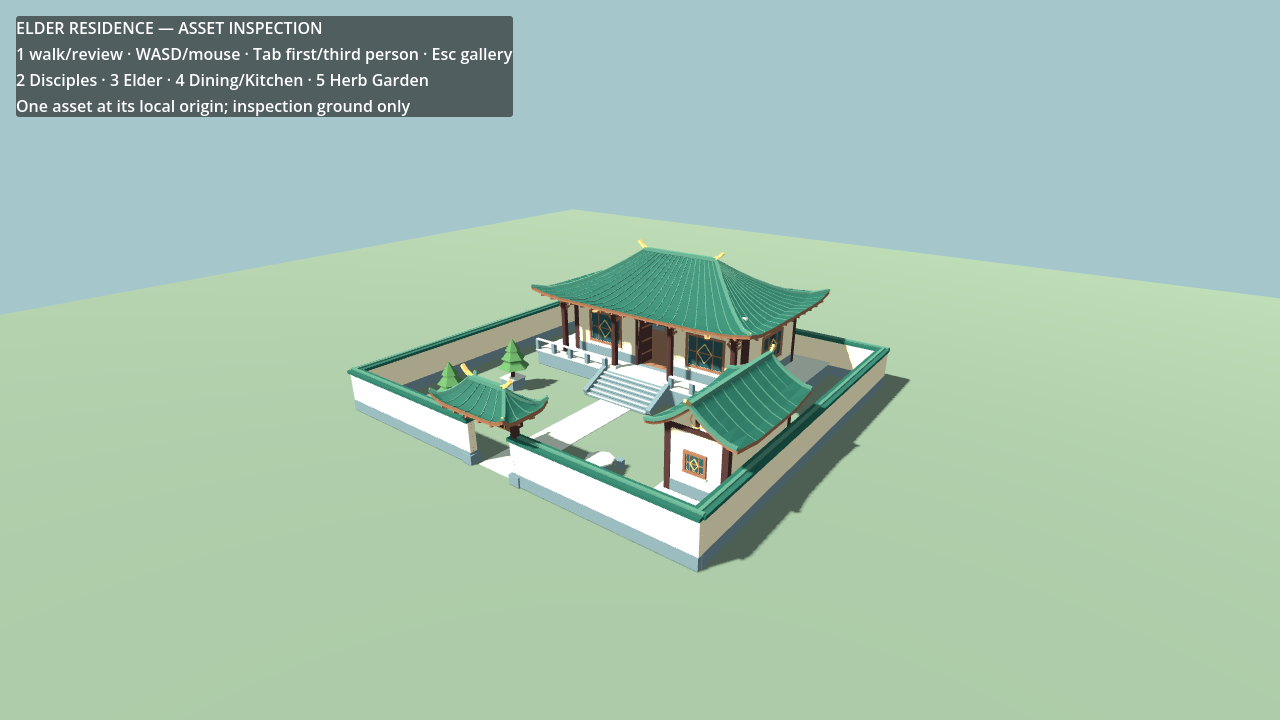 ELDER RESIDENCE — ASSET INSPECTION
1 walk/review · WASD/mouse · Tab first/third person · Esc gallery
2 Disciples · 3 Elder · 4 Dining/Kitchen · 5 Herb Garden
One asset at its local origin; inspection ground only